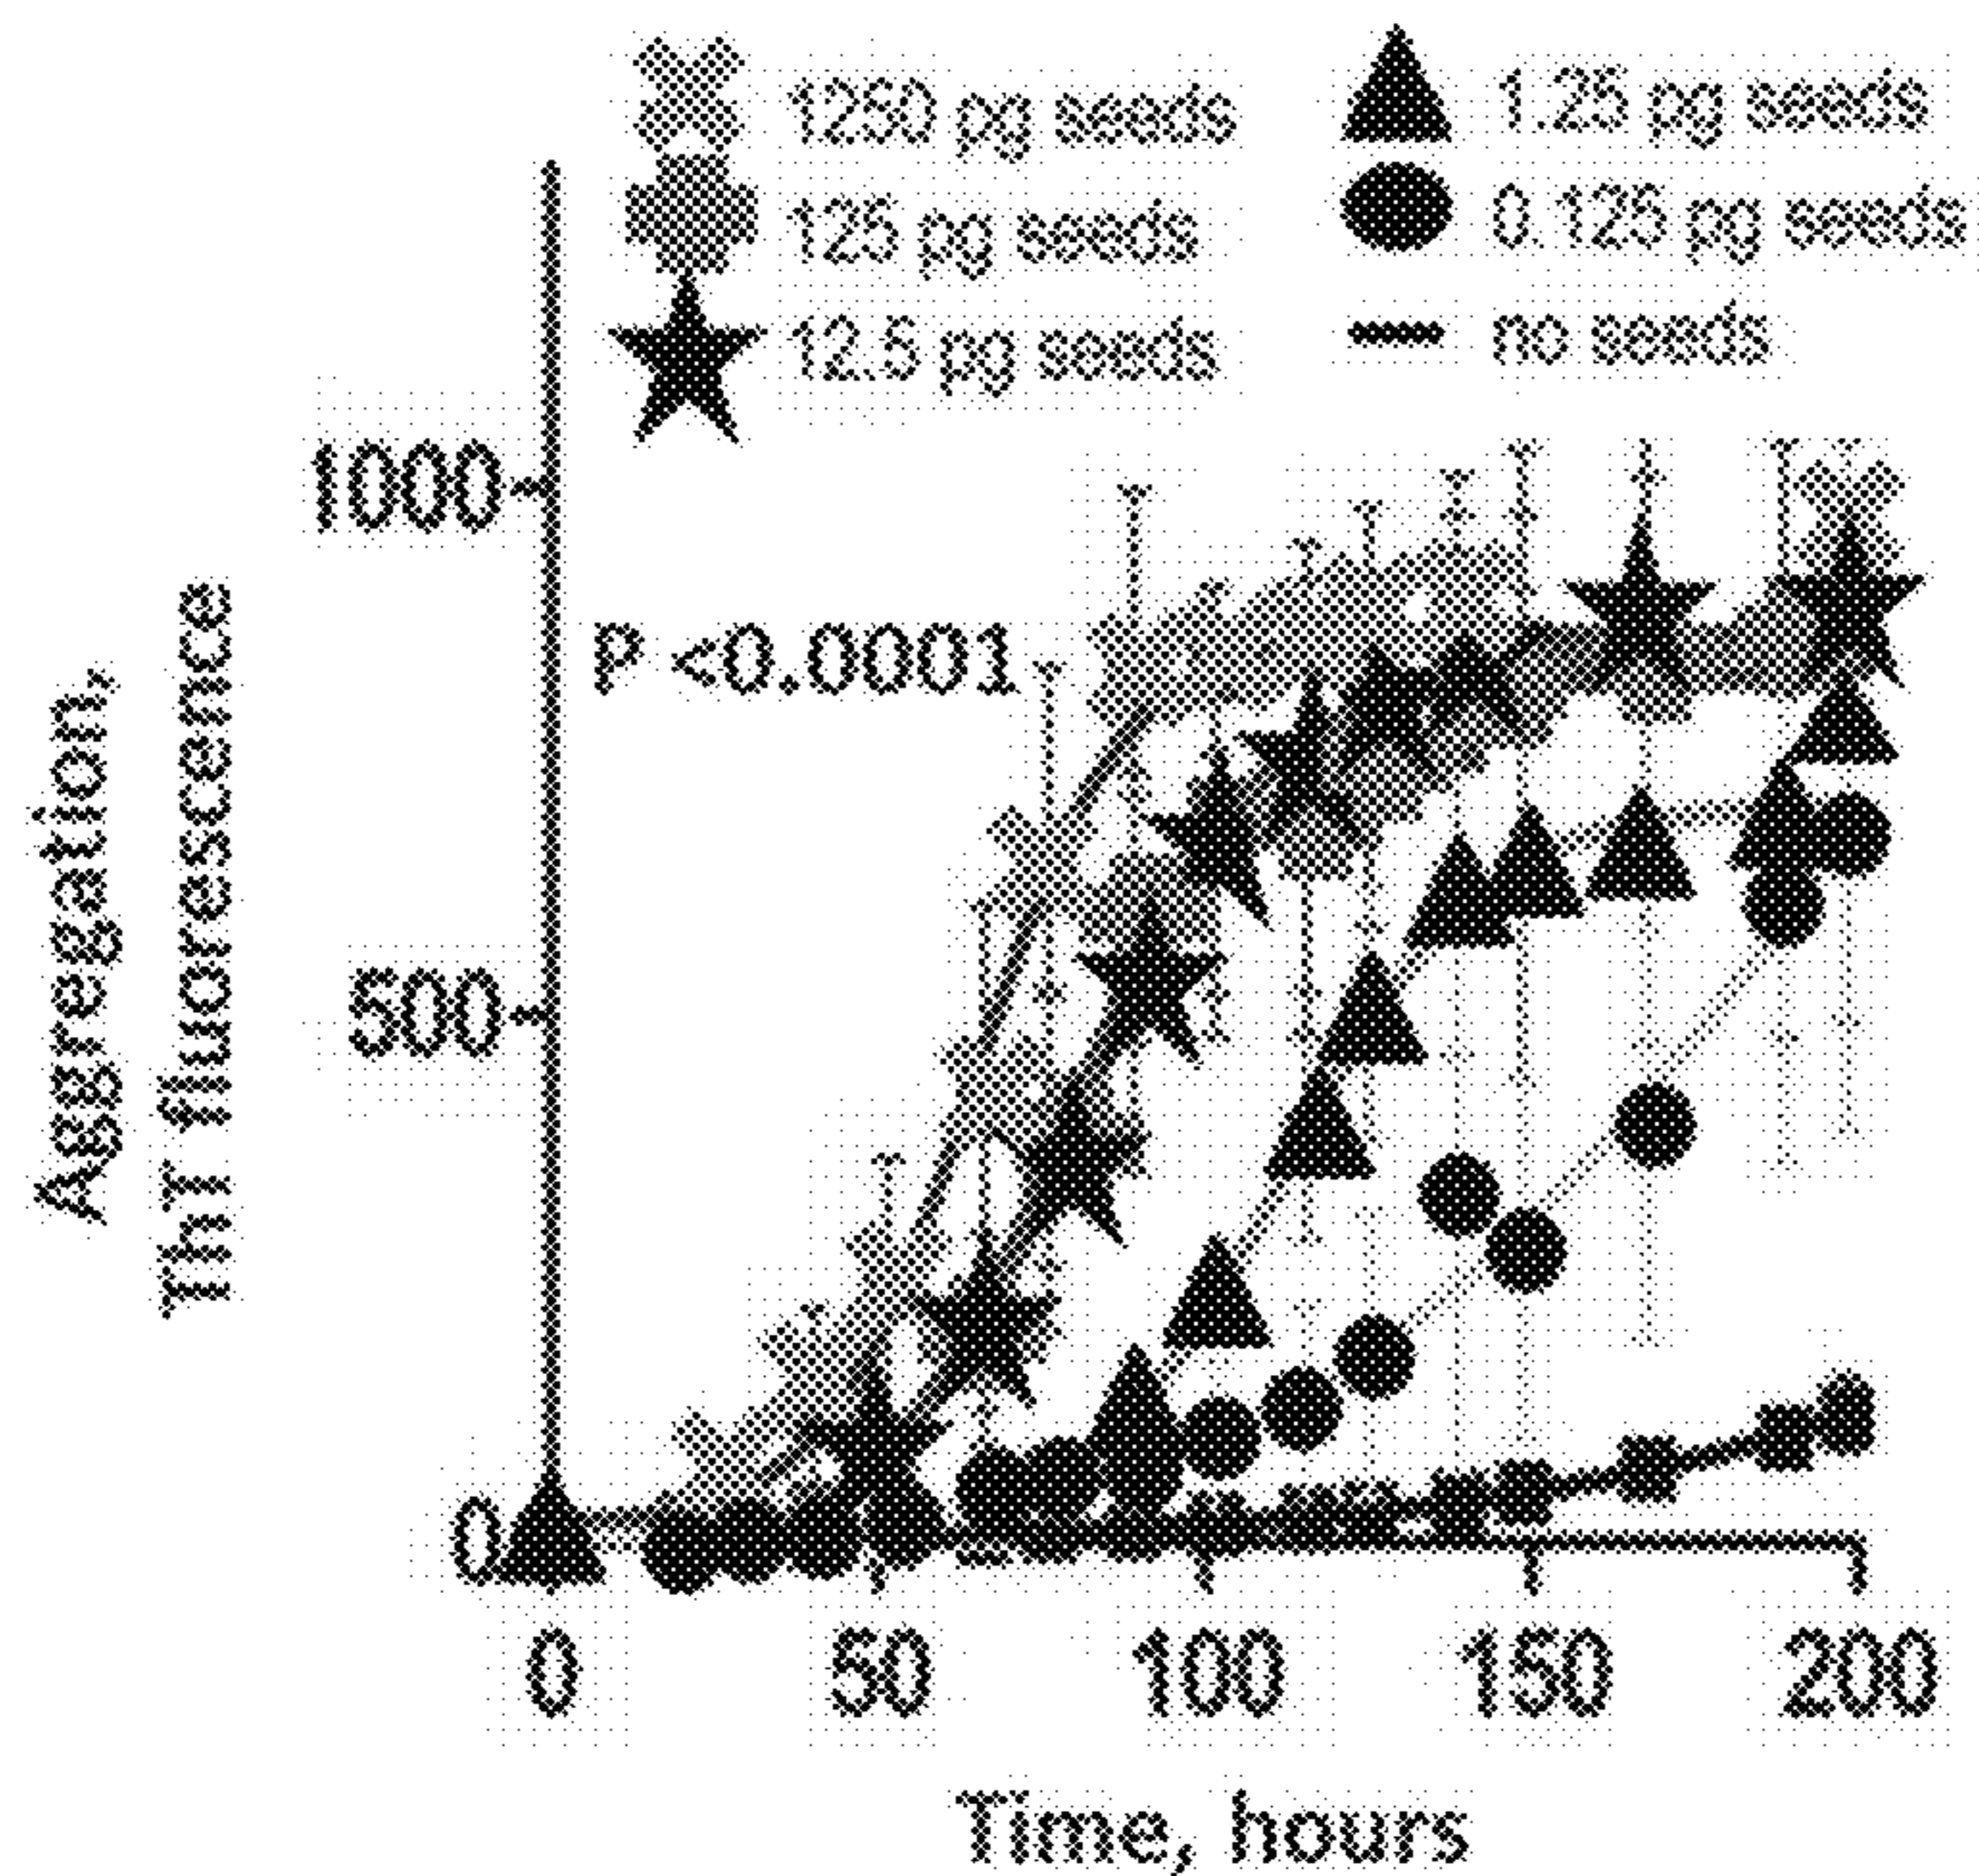 1250 pg seeds
125 pg seeds
12.5 pg seeds
1.25 pg seeds
0.125 pg seeds
no seeds
1000
500
0
P <0.0001
Aggregation,
ThT fluorescence
0 50 100 150 200
Time, hours